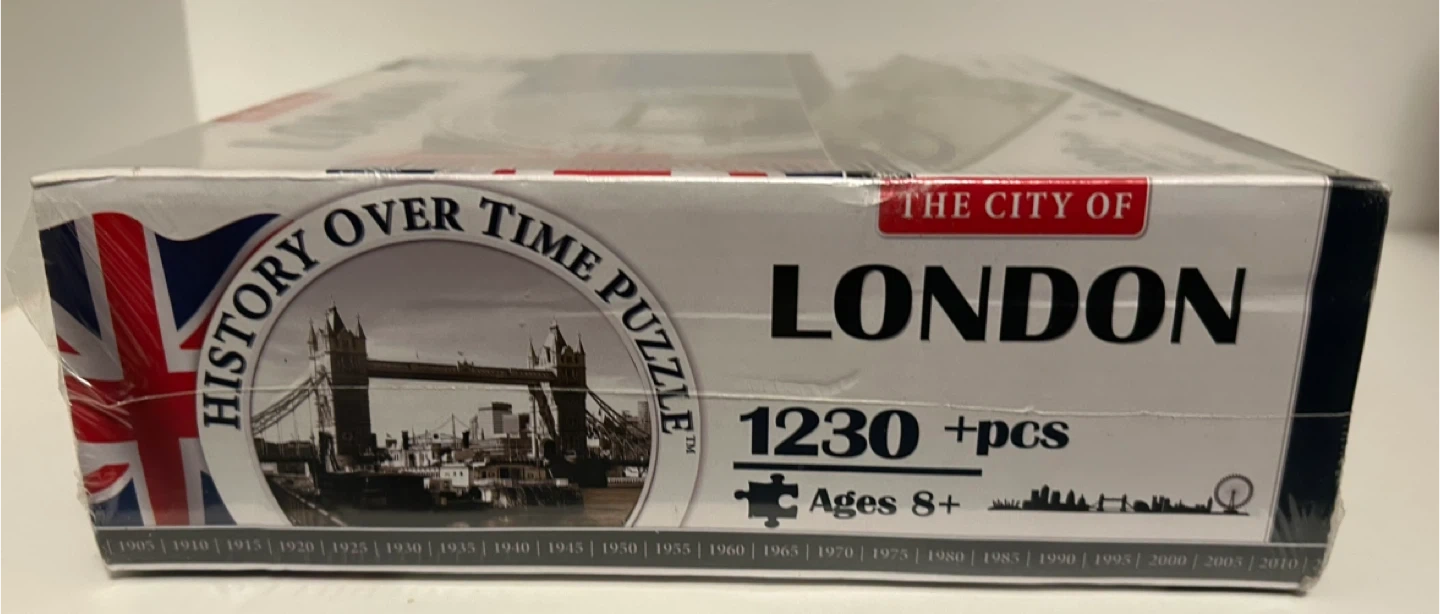 HISTORY OVER TIME PUZZLE™
THE CITY OF
LONDON
1230 +pcs
Ages 8+
| 1905 | 1910 | 1915 | 1920 | 1925 | 1930 | 1935 | 1940 | 1945 | 1950 | 1955 | 1960 | 1965 | 1970 | 1975 | 1980 | 1985 | 1990 | 1995 | 2000 | 2005 | 2010 |